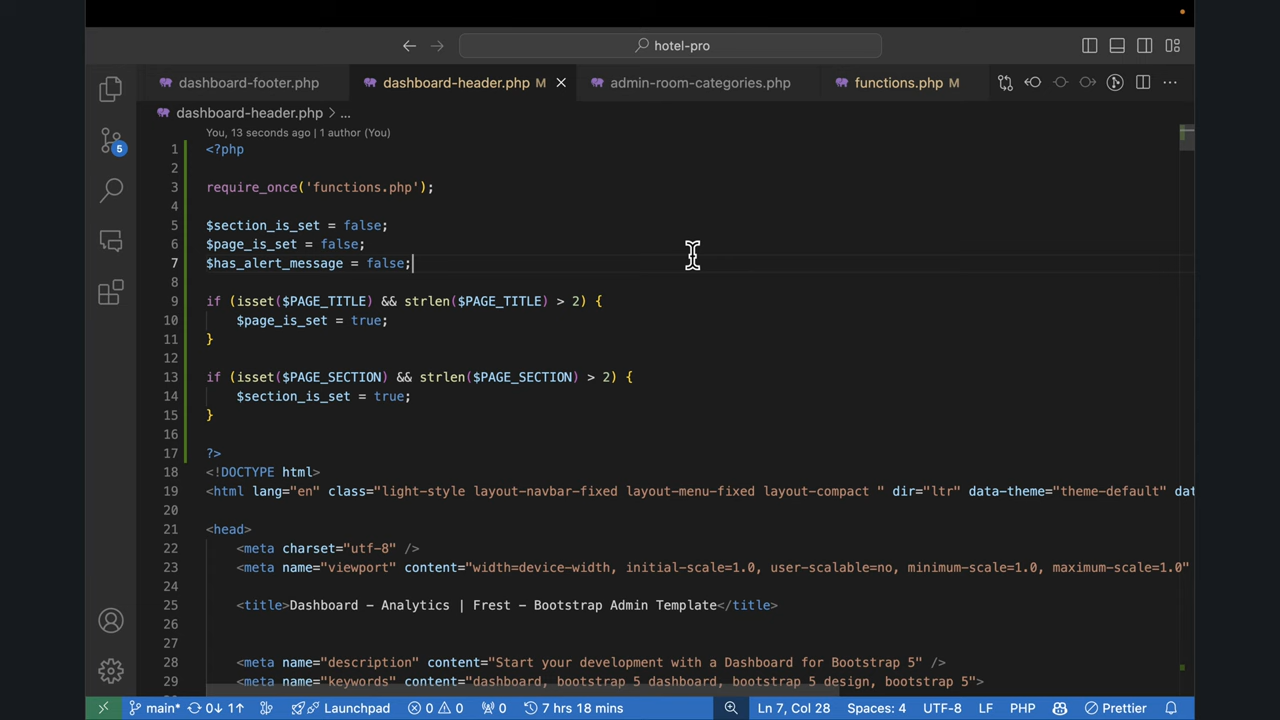 hotel-pro
dashboard-footer.php
dashboard-header.php M
admin-room-categories.php
functions.php M
dashboard-header.php > ...
You, 13 seconds ago | 1 author (You)
5
1 <?php
2
3 require_once('functions.php');
4
5 $section_is_set = false;
6 $page_is_set = false;
7 $has_alert_message = false;
8
9 if (isset($PAGE_TITLE) && strlen($PAGE_TITLE) > 2) {
10 $page_is_set = true;
11 }
12
13 if (isset($PAGE_SECTION) && strlen($PAGE_SECTION) > 2) {
14 $section_is_set = true;
15 }
16
17 ?>
18 <!DOCTYPE html>
19 <html lang="en" class="light-style layout-navbar-fixed layout-menu-fixed layout-compact " dir="ltr" data-theme="theme-default" dat
20
21 <head>
22 <meta charset="utf-8" />
23 <meta name="viewport" content="width=device-width, initial-scale=1.0, user-scalable=no, minimum-scale=1.0, maximum-scale=1.0"
24
25 <title>Dashboard - Analytics | Frest - Bootstrap Admin Template</title>
26
27
28 <meta name="description" content="Start your development with a Dashboard for Bootstrap 5" />
29 <meta name="keywords" content="dashboard, bootstrap 5 dashboard, bootstrap 5 design, bootstrap 5">
main* 0↓ 1↑ Launchpad 0 0 0 7 hrs 18 mins Ln 7, Col 28 Spaces: 4 UTF-8 LF PHP Prettier